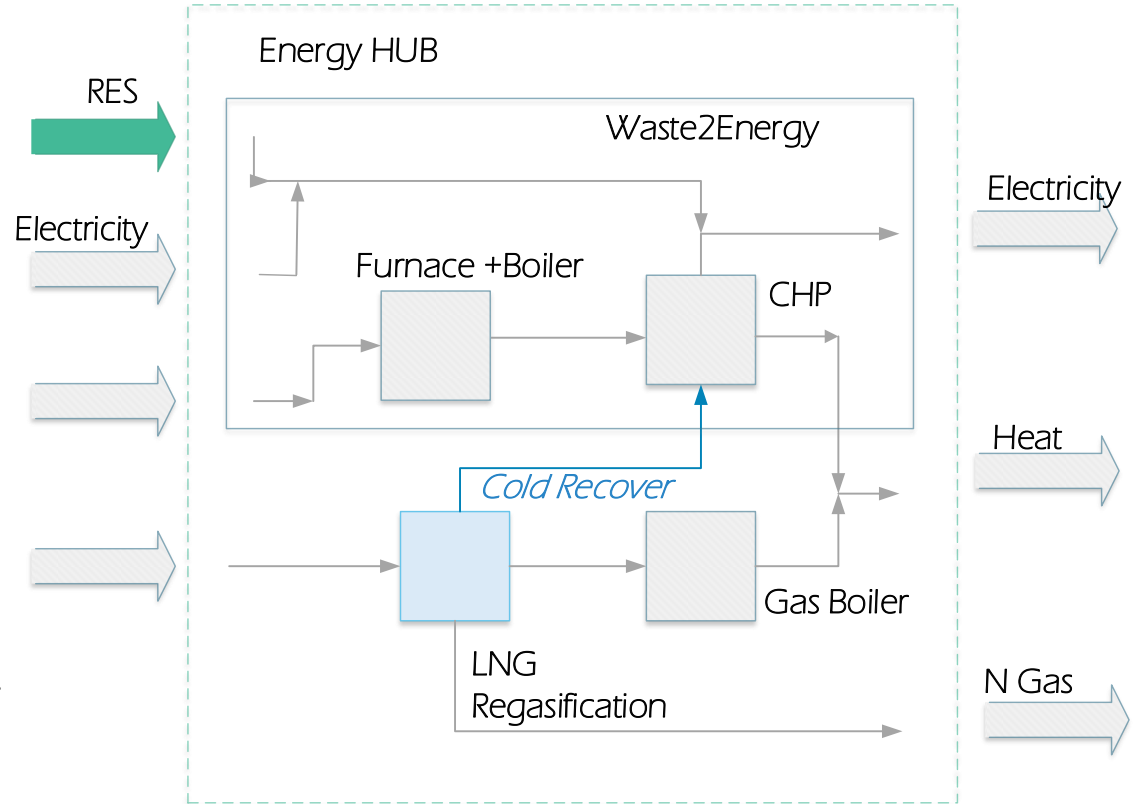 Energy HUB
RES
Waste2Energy
Electricity
Electricity
Furnace +Boiler
CHP
Heat
Cold Recover
Gas Boiler
LNG
Regasification
N Gas